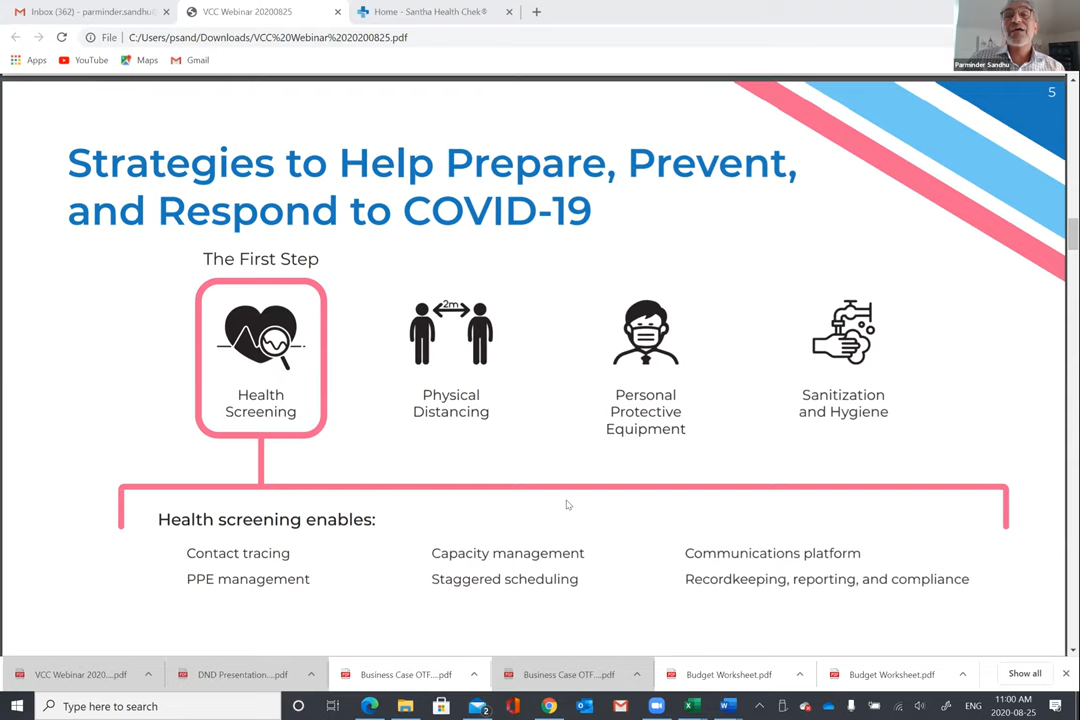 Inbox (362) - parminder.sandhu
VCC Webinar 20200825
Home - Santha Health Chek®
File
C:/Users/psand/Downloads/VCC%20Webinar%2020200825.pdf
Apps
YouTube
Maps
Gmail
Parminder Sandhu
5
Strategies to Help Prepare, Prevent,
and Respond to COVID-19
The First Step
2m
Health
Screening
Physical
Distancing
Personal
Protective
Equipment
Sanitization
and Hygiene
Health screening enables:
Contact tracing
Capacity management
Communications platform
PPE management
Staggered scheduling
Recordkeeping, reporting, and compliance
VCC Webinar 2020....pdf
DND Presentation....pdf
Business Case OTF....pdf
Business Case OTF....pdf
Budget Worksheet.pdf
Budget Worksheet.pdf
Show all
Type here to search
2
ENG
11:00 AM
2020-08-25